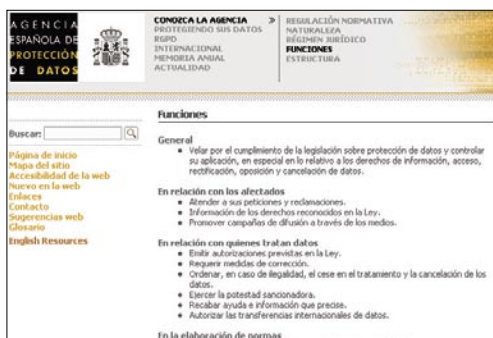 AGENCIA
ESPAÑOLA DE
PROTECCIÓN
DE DATOS
CONOZCA LA AGENCIA »
PROTEGIENDO SUS DATOS
RGPD
INTERNACIONAL
MEMORIA ANUAL
ACTUALIDAD
REGULACIÓN NORMATIVA
NATURALEZA
RÉGIMEN JURÍDICO
FUNCIONES
ESTRUCTURA
Buscar:
Página de inicio
Mapa del sitio
Accesibilidad de la web
Nuevo en la web
Enlaces
Contacto
Sugerencias web
Glosario
English Resources
Funciones
General
• Velar por el cumplimiento de la legislación sobre protección de datos y controlar
su aplicación, en especial en lo relativo a los derechos de información, acceso,
rectificación, oposición y cancelación de datos.
En relación con los afectados
• Atender a sus peticiones y reclamaciones.
• Información de los derechos reconocidos en la Ley.
• Promover campañas de difusión a través de los medios.
En relación con quienes tratan datos
• Emitir autorizaciones previstas en la Ley.
• Requerir medidas de corrección.
• Ordenar, en caso de ilegalidad, el cese en el tratamiento y la cancelación de los
datos.
• Ejercer la potestad sancionadora.
• Recabar ayuda e información que precise.
• Autorizar las transferencias internacionales de datos.
En la elaboración de normas